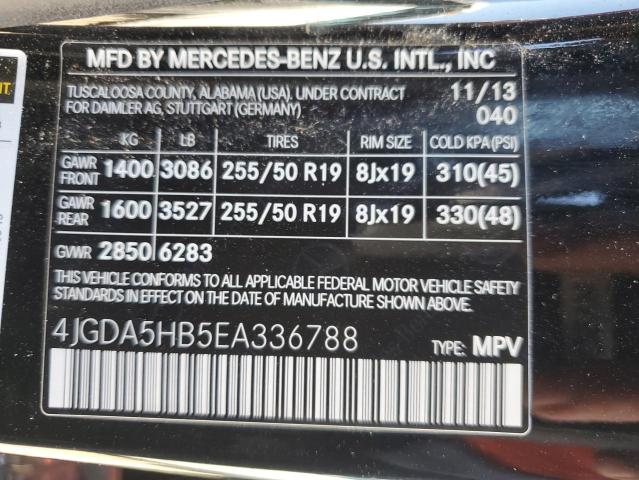 MFD BY MERCEDES-BENZ U.S. INTL., INC
TUSCALOOSA COUNTY, ALABAMA (USA), UNDER CONTRACT 11/13
FOR DAIMLER AG, STUTTGART (GERMANY) 040
KG LB TIRES RIM SIZE COLD KPA(PSI)
GAWR FRONT 1400 3086 255/50 R19 8Jx19 310(45)
GAWR REAR 1600 3527 255/50 R19 8Jx19 330(48)
GVWR 2850 6283
THIS VEHICLE CONFORMS TO ALL APPLICABLE FEDERAL MOTOR VEHICLE SAFETY
STANDARDS IN EFFECT ON THE DATE OF MANUFACTURE SHOWN ABOVE.
4JGDA5HB5EA336788 TYPE: MPV